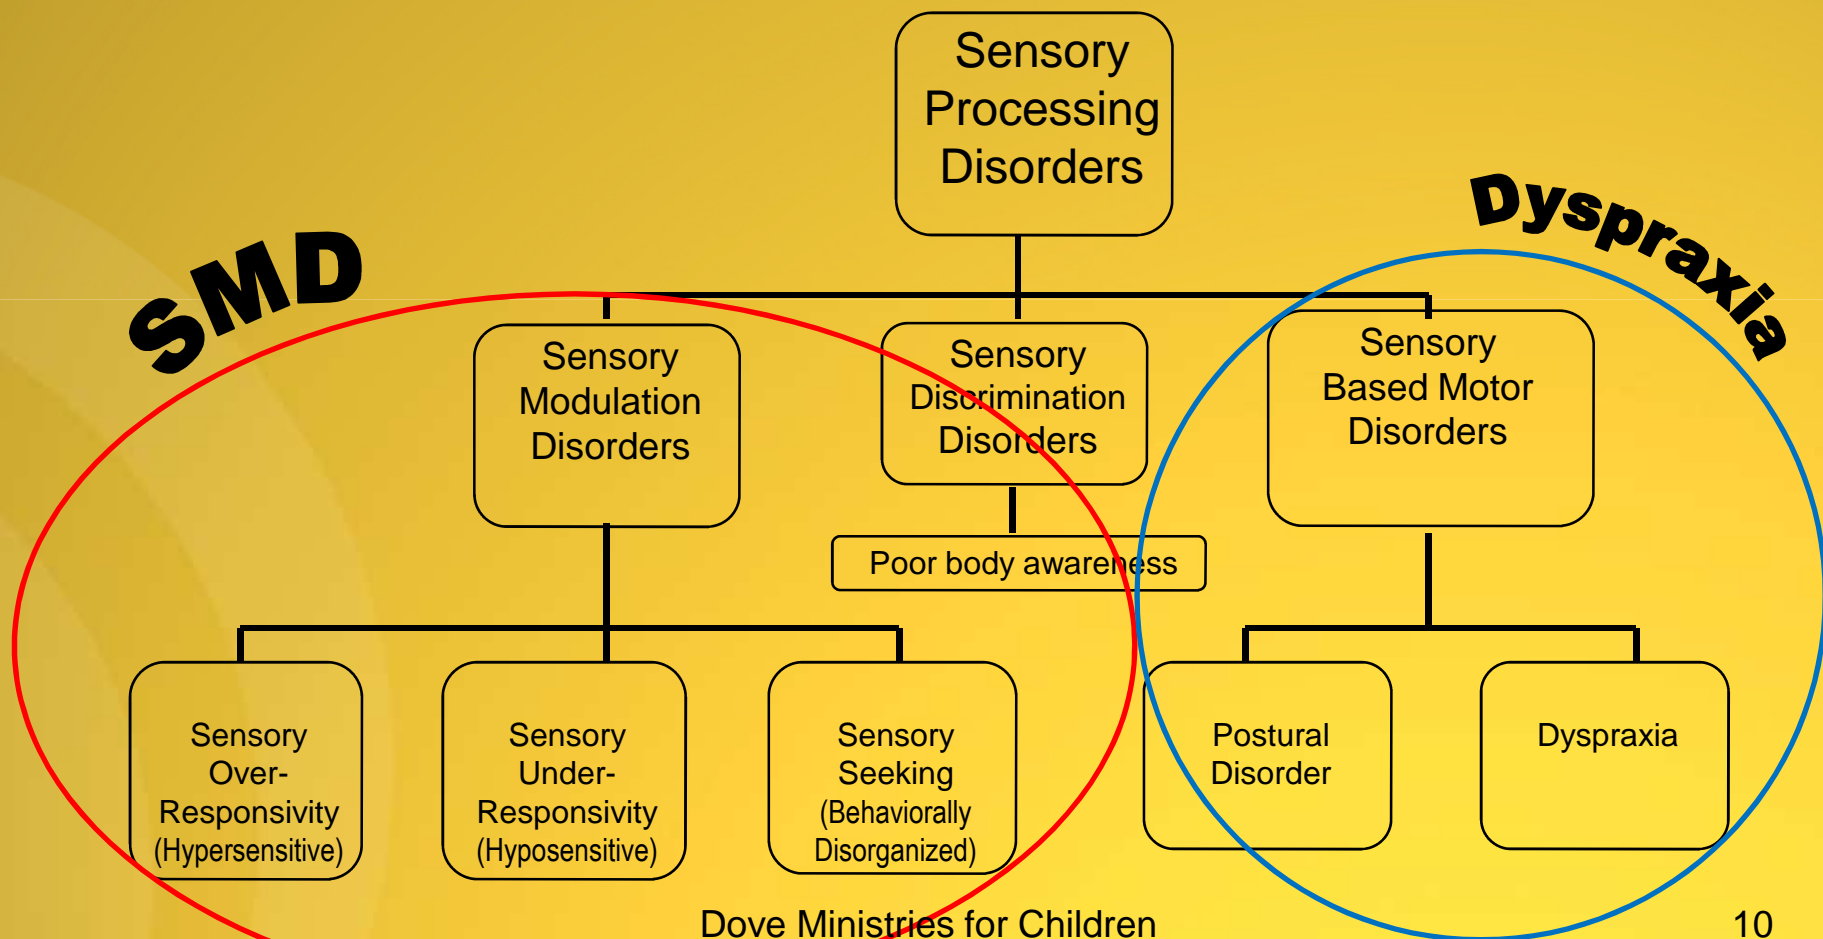 Sensory
Processing
Disorders
SMD
Dyspraxia
Sensory
Modulation
Disorders
Sensory
Discrimination
Disorders
Sensory
Based Motor
Disorders
Poor body awareness
Sensory
Over-
Responsivity
(Hypersensitive)
Sensory
Under-
Responsivity
(Hyposensitive)
Sensory
Seeking
(Behaviorally
Disorganized)
Postural
Disorder
Dyspraxia
Dove Ministries for Children
10